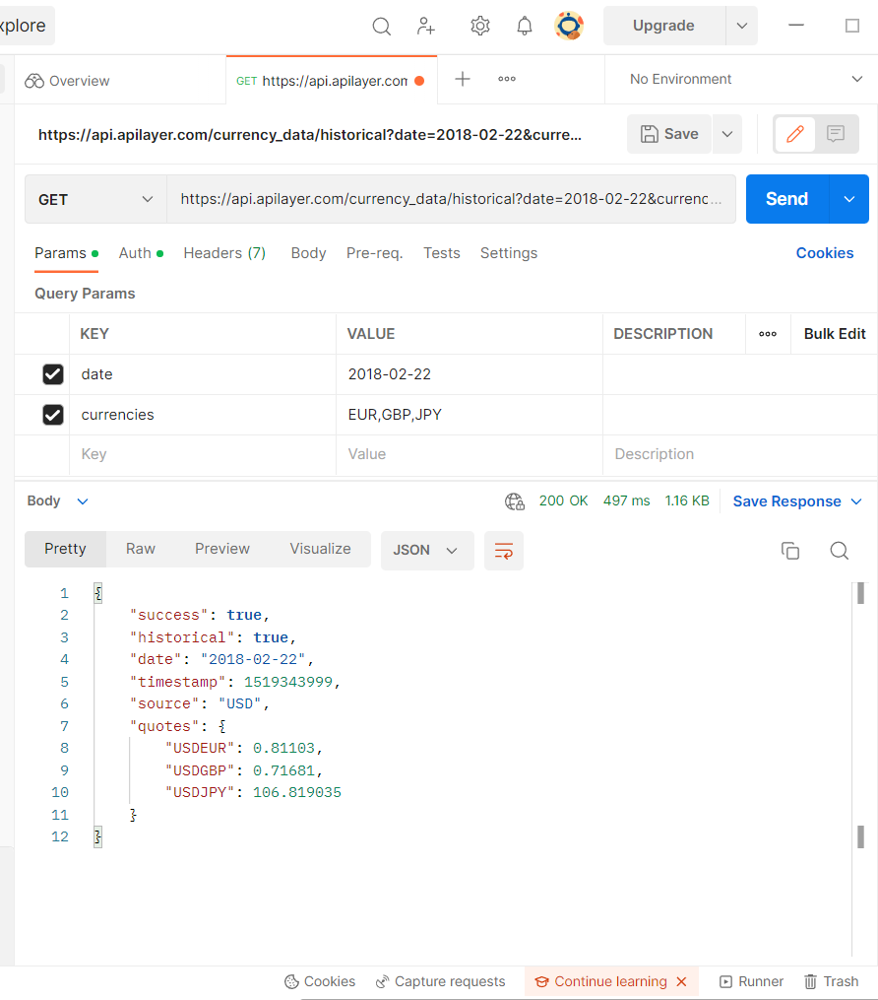 xplore
Upgrade
Overview
GET https://api.apilayer.con
No Environment
https://api.apilayer.com/currency_data/historical?date=2018-02-22&curre...
Save
GET https://api.apilayer.com/currency_data/historical?date=2018-02-22&currenc...
Send
Params Auth Headers (7) Body Pre-req. Tests Settings Cookies
Query Params
KEY VALUE DESCRIPTION Bulk Edit
date 2018-02-22
currencies EUR,GBP,JPY
Key Value Description
Body 200 OK 497 ms 1.16 KB Save Response
Pretty Raw Preview Visualize JSON
1 {
2 "success": true,
3 "historical": true,
4 "date": "2018-02-22",
5 "timestamp": 1519343999,
6 "source": "USD",
7 "quotes": {
8 "USDEUR": 0.81103,
9 "USDGBP": 0.71681,
10 "USDJPY": 106.819035
11 }
12 }
Cookies Capture requests Continue learning Runner Trash